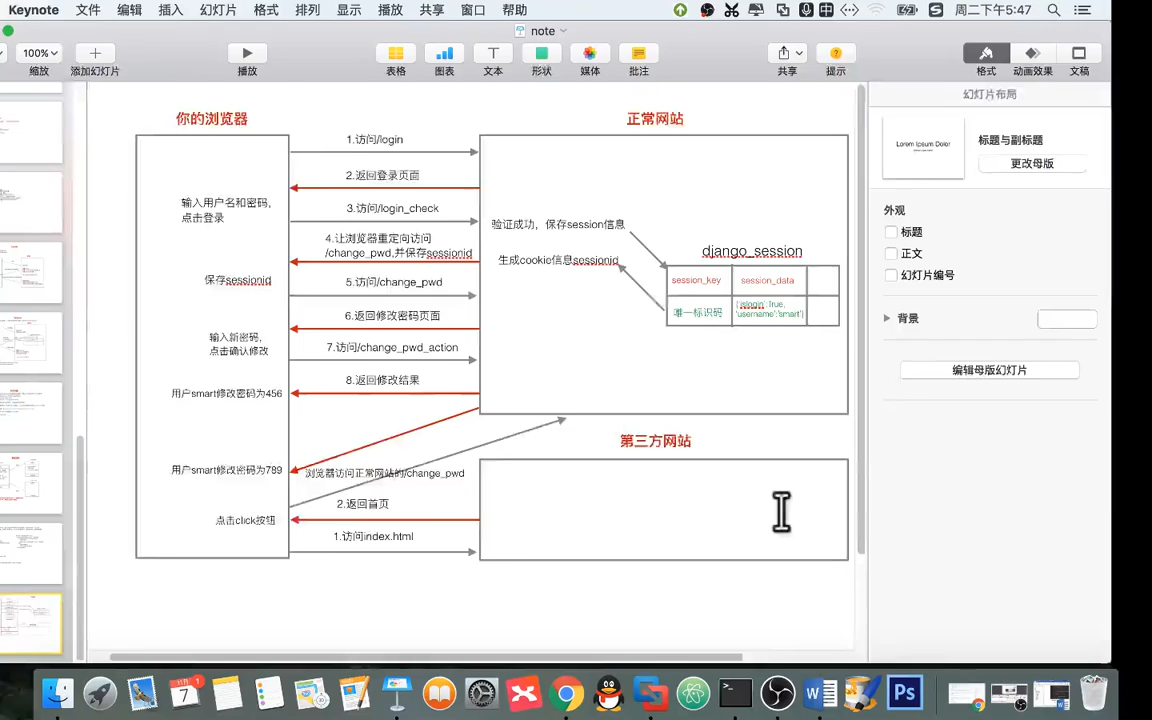 Keynote 文件 编辑 插入 幻灯片 格式 排列 显示 播放 共享 窗口 帮助 中 周二下午5:47
note
100%
缩放 添加幻灯片 播放 表格 图表 文本 形状 媒体 批注 共享 提示 格式 动画效果 文稿
幻灯片布局
Lorem Ipsum Dolor
标题与副标题
更改母版
外观
标题
正文
幻灯片编号
背景
编辑母版幻灯片
你的浏览器
正常网站
1.访问/login
2.返回登录页面
输入用户名和密码,
点击登录
3.访问/login_check
验证成功，保存session信息
4.让浏览器重定向访问
/change_pwd,并保存sessionid
生成cookie信息sessionid
django_session
session_key session_data
唯一标识码
{'islogin':True,
'username':'smart'}
保存sessionid
5.访问/change_pwd
6.返回修改密码页面
输入新密码,
点击确认修改
7.访问/change_pwd_action
8.返回修改结果
用户smart修改密码为456
第三方网站
用户smart修改密码为789
浏览器访问正常网站的/change_pwd
2.返回首页
点击click按钮
1.访问index.html
7
Ps